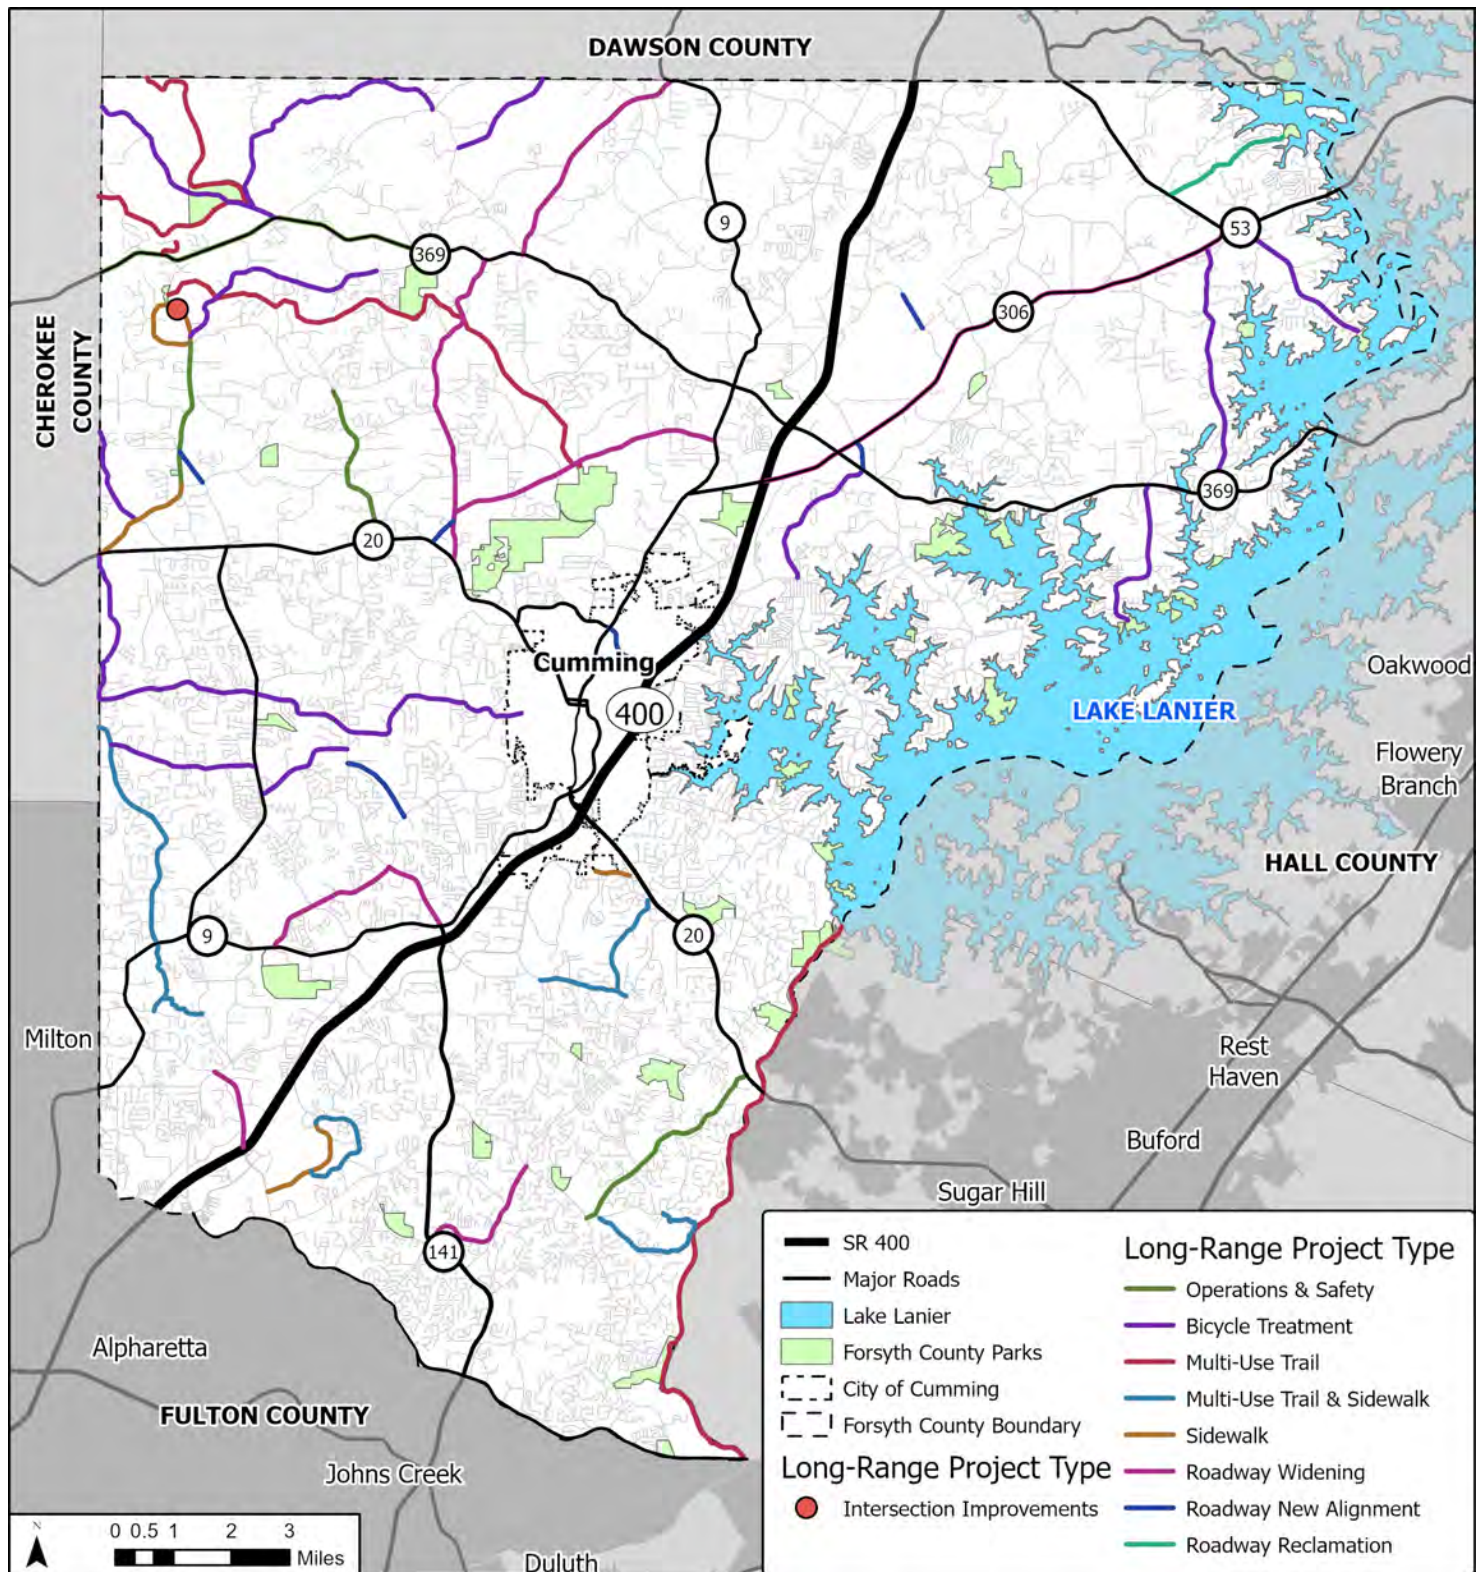 DAWSON COUNTY
9
53
369
306
CHEROKEE
COUNTY
369
20
Cumming
400
Oakwood
LAKE LANIER
Flowery
Branch
HALL COUNTY
9
20
Milton
Rest
Haven
Buford
Sugar Hill
141
Alpharetta
FULTON COUNTY
Johns Creek
Duluth
SR 400
Major Roads
Lake Lanier
Forsyth County Parks
City of Cumming
Forsyth County Boundary
Long-Range Project Type
Intersection Improvements
Long-Range Project Type
Operations & Safety
Bicycle Treatment
Multi-Use Trail
Multi-Use Trail & Sidewalk
Sidewalk
Roadway Widening
Roadway New Alignment
Roadway Reclamation
N
0 0.5 1 2 3
Miles